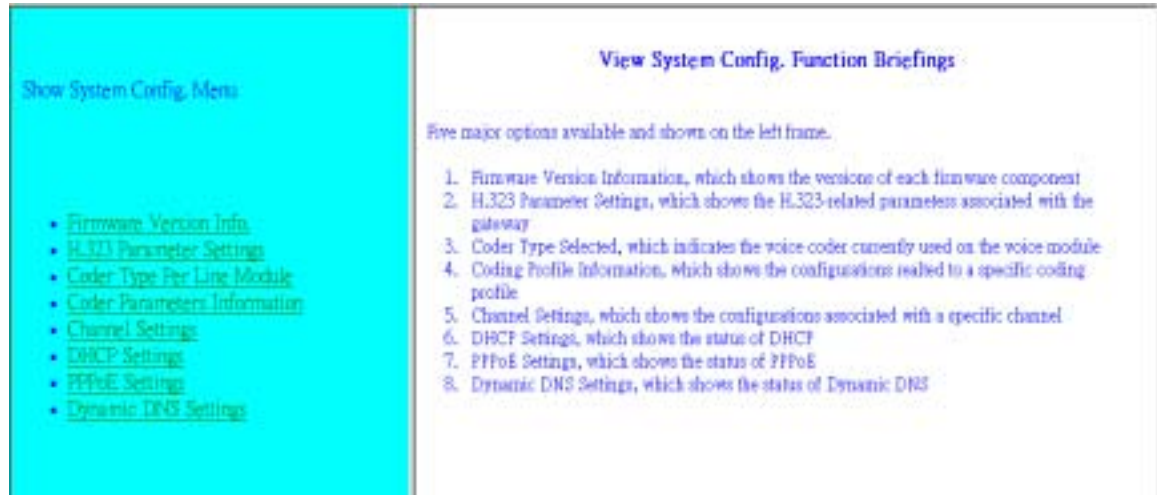 Show System Config. Menu
Firmware Version Info.
H.323 Parameter Settings
Coder Type Per Line Module
Coder Parameters Information
Channel Settings
DHCP Settings
PPPoE Settings
Dynamic DNS Settings
View System Config. Function Briefings
Five major options available and shown on the left frame.
1. Firmware Version Information, which shows the versions of each firmware component
2. H.323 Parameter Settings, which shows the H.323-related parameters associated with the
gateway
3. Coder Type Selected, which indicates the voice coder currently used on the voice module
4. Coding Profile Information, which shows the configurations realted to a specific coding
profile
5. Channel Settings, which shows the configurations associated with a specific channel
6. DHCP Settings, which shows the status of DHCP
7. PPPoE Settings, which shows the status of PPPoE
8. Dynamic DNS Settings, which shows the status of Dynamic DNS